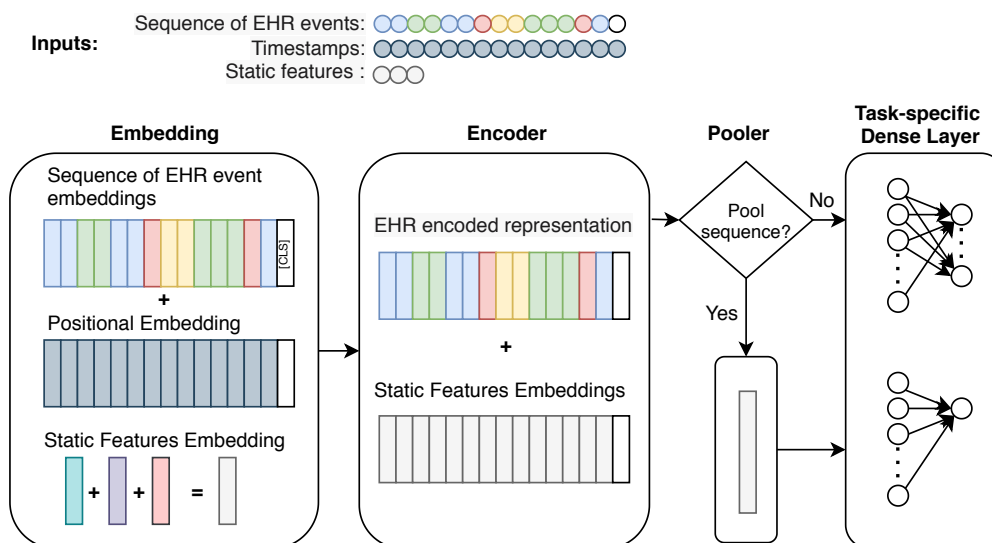 Inputs:
Sequence of EHR events:
Timestamps:
Static features :
Embedding
Encoder
Pooler
Task-specific
Dense Layer
Sequence of EHR event
embeddings
[CLS]
+
Positional Embedding
Static Features Embedding
+ + =
EHR encoded representation
+
Static Features Embeddings
Pool
sequence?
No
Yes